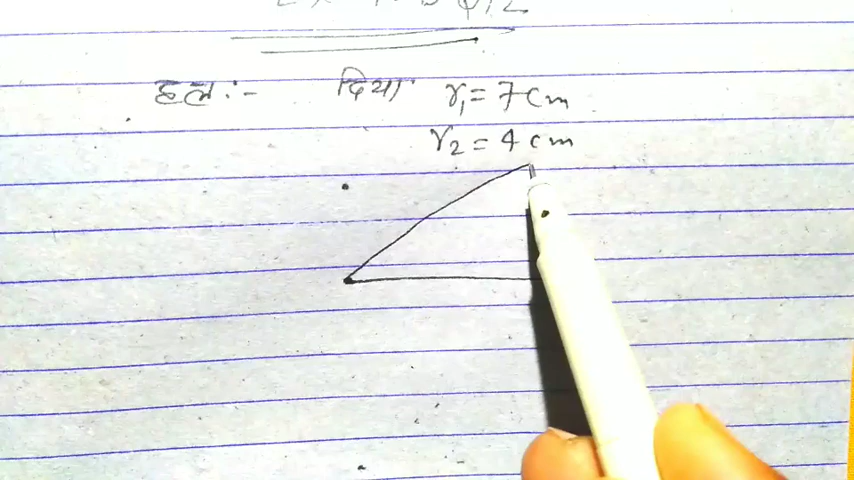 हल:- दिया r₁ = 7 cm
r₂ = 4 cm